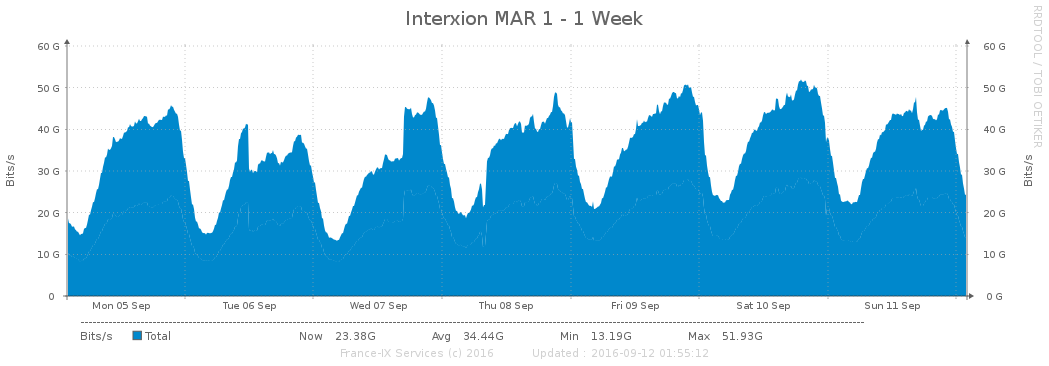 Interxion MAR 1 - 1 Week
RRDTOOL / TOBI OETIKER
60 G 60 G
50 G 50 G
40 G 40 G
30 G 30 G
20 G 20 G
10 G 10 G
0 0 G
Bits/s
Bits/s
Mon 05 Sep Tue 06 Sep Wed 07 Sep Thu 08 Sep Fri 09 Sep Sat 10 Sep Sun 11 Sep
Bits/s Total Now 23.38G Avg 34.44G Min 13.19G Max 51.93G
France-IX Services (c) 2016 Updated : 2016-09-12 01:55:12